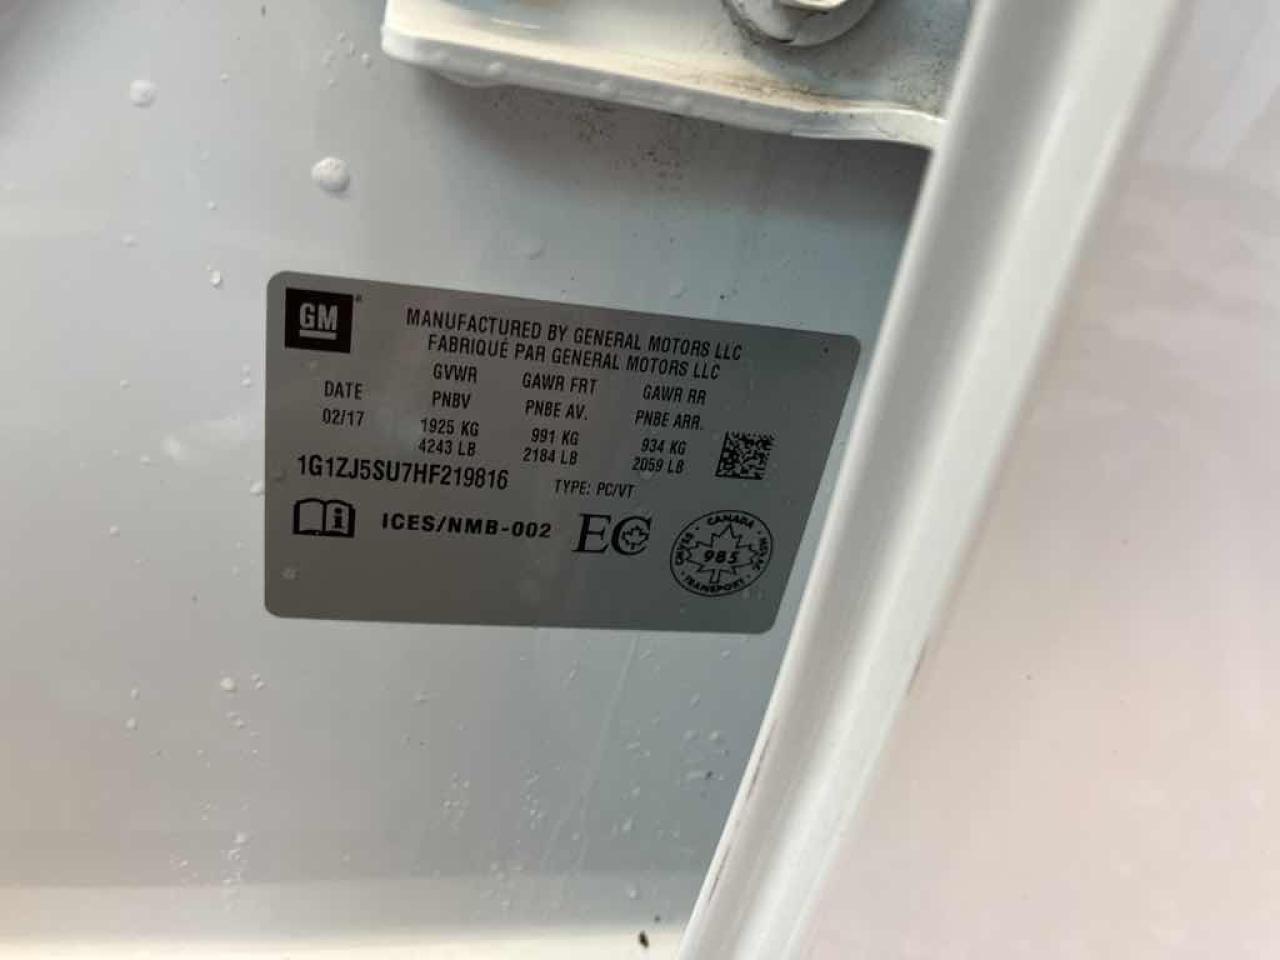 GM
MANUFACTURED BY GENERAL MOTORS LLC
FABRIQUÉ PAR GENERAL MOTORS LLC
DATE GVWR GAWR FRT GAWR RR
PNBV PNBE AV. PNBE ARR.
02/17 1925 KG 991 KG 934 KG
4243 LB 2184 LB 2059 LB
1G1ZJ5SU7HF219816 TYPE: PC/VT
i ICES/NMB-002 EC
CANADA
985
TRANSPORT